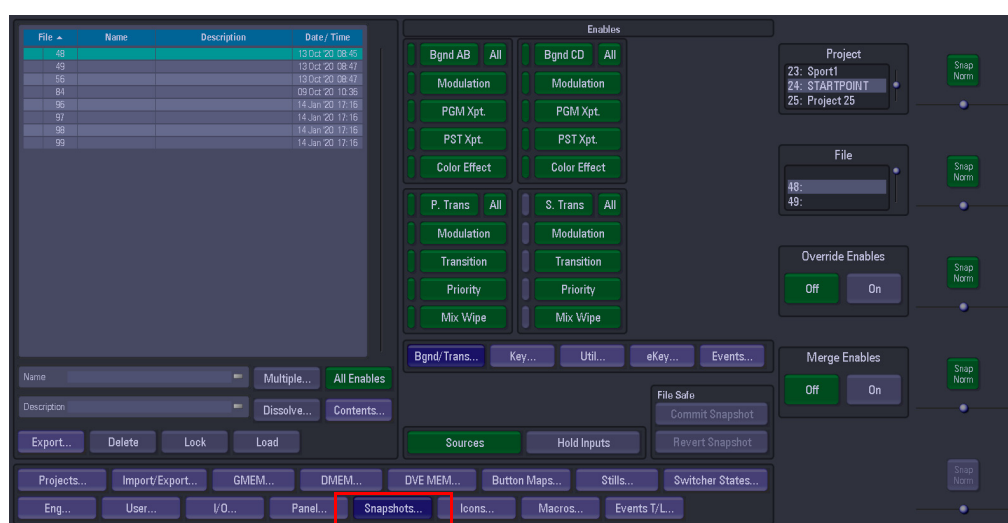 File Name Description Date / Time
48 13 Oct '20 08:45
49 13 Oct '20 08:47
56 13 Oct '20 08:47
84 09 Oct '20 10:36
96 14 Jan '20 17:16
97 14 Jan '20 17:16
98 14 Jan '20 17:16
99 14 Jan '20 17:16
Name Multiple... All Enables
Description Dissolve... Contents...
Export... Delete Lock Load
Enables
Bgnd AB All Bgnd CD All
Modulation Modulation
PGM Xpt. PGM Xpt.
PST Xpt. PST Xpt.
Color Effect Color Effect
P. Trans All S. Trans All
Modulation Modulation
Transition Transition
Priority Priority
Mix Wipe Mix Wipe
Bgnd/Trans... Key... Util... eKey... Events...
File Safe
Commit Snapshot
Sources Hold Inputs Revert Snapshot
Project
23: Sport1
24: STARTPOINT
25: Project 25
Snap
Norm
File
48:
49:
Snap
Norm
Override Enables
Off On
Snap
Norm
Merge Enables
Off On
Snap
Norm
Snap
Norm
Projects... Import/Export... GMEM... DMEM... DVE MEM... Button Maps... Stills... Switcher States...
Eng... User... I/O... Panel... Snapshots... Icons... Macros... Events T/L...